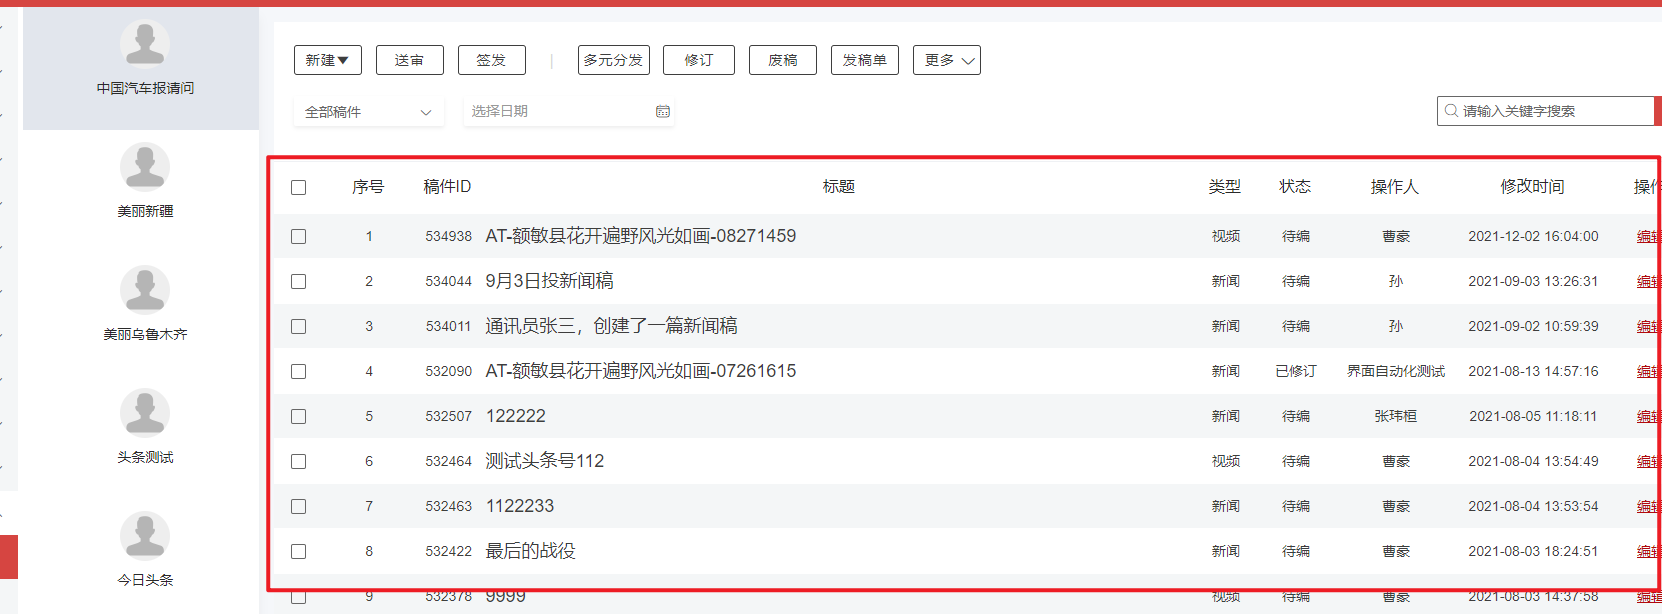 中国汽车报请问
美丽新疆
美丽乌鲁木齐
头条测试
今日头条
新建▼ 送审 签发 | 多元分发 修订 废稿 发稿单 更多
全部稿件 选择日期 请输入关键字搜索
序号 稿件ID 标题 类型 状态 操作人 修改时间 操作
1 534938 AT-额敏县花开遍野风光如画-08271459 视频 待编 曹豪 2021-12-02 16:04:00 编辑
2 534044 9月3日投新闻稿 新闻 待编 孙 2021-09-03 13:26:31 编辑
3 534011 通讯员张三，创建了一篇新闻稿 新闻 待编 孙 2021-09-02 10:59:39 编辑
4 532090 AT-额敏县花开遍野风光如画-07261615 新闻 已修订 界面自动化测试 2021-08-13 14:57:16 编辑
5 532507 122222 新闻 待编 张玮桓 2021-08-05 11:18:11 编辑
6 532464 测试头条号112 视频 待编 曹豪 2021-08-04 13:54:49 编辑
7 532463 1122233 新闻 待编 曹豪 2021-08-04 13:53:54 编辑
8 532422 最后的战役 新闻 待编 曹豪 2021-08-03 18:24:51 编辑
9 532378 9999 视频 待编 曹豪 2021-08-03 14:37:58 编辑